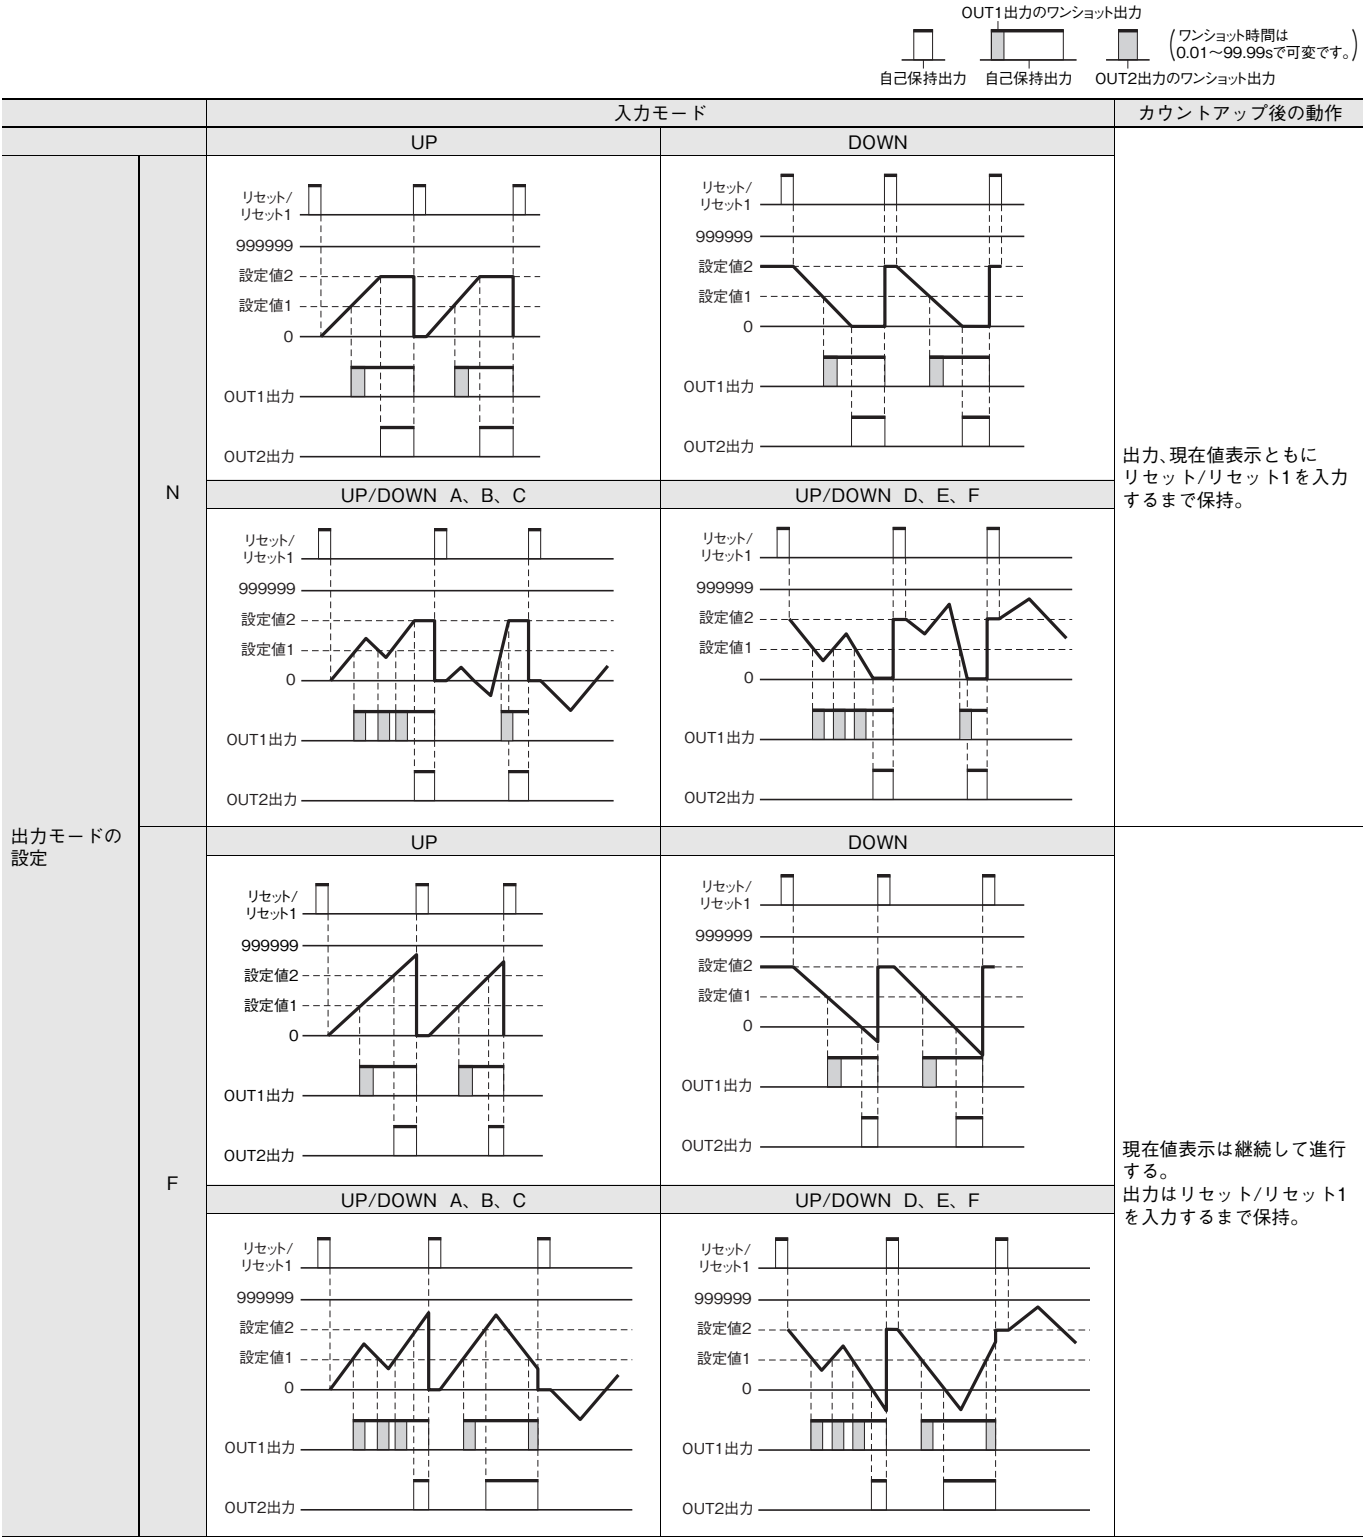 OUT1出力のワンショット出力
自己保持出力 自己保持出力 OUT2出力のワンショット出力
(ワンショット時間は
0.01～99.99sで可変です。)
入力モード カウントアップ後の動作
UP DOWN
リセット/
リセット1
999999
設定値2
設定値1
0
OUT1出力
OUT2出力
リセット/
リセット1
999999
設定値2
設定値1
0
OUT1出力
OUT2出力
N
UP/DOWN A、B、C UP/DOWN D、E、F
リセット/
リセット1
999999
設定値2
設定値1
0
OUT1出力
OUT2出力
リセット/
リセット1
999999
設定値2
設定値1
0
OUT1出力
OUT2出力
出力、現在値表示ともに
リセット/リセット1を入力
するまで保持。
出力モードの
設定
UP DOWN
リセット/
リセット1
999999
設定値2
設定値1
0
OUT1出力
OUT2出力
リセット/
リセット1
999999
設定値2
設定値1
0
OUT1出力
OUT2出力
F
UP/DOWN A、B、C UP/DOWN D、E、F
リセット/
リセット1
999999
設定値2
設定値1
0
OUT1出力
OUT2出力
リセット/
リセット1
999999
設定値2
設定値1
0
OUT1出力
OUT2出力
現在値表示は継続して進行
する。
出力はリセット/リセット1
を入力するまで保持。